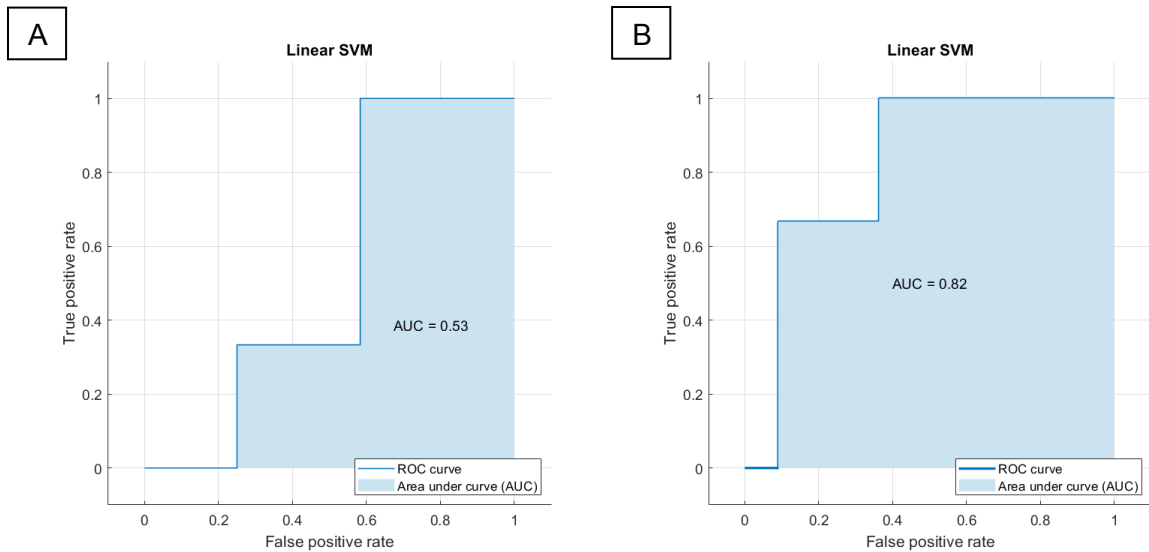 A
Linear SVM
True positive rate
1
0.8
0.6
0.4
0.2
0
AUC = 0.53
ROC curve
Area under curve (AUC)
0 0.2 0.4 0.6 0.8 1
False positive rate
B
Linear SVM
True positive rate
1
0.8
0.6
0.4
0.2
0
AUC = 0.82
ROC curve
Area under curve (AUC)
0 0.2 0.4 0.6 0.8 1
False positive rate